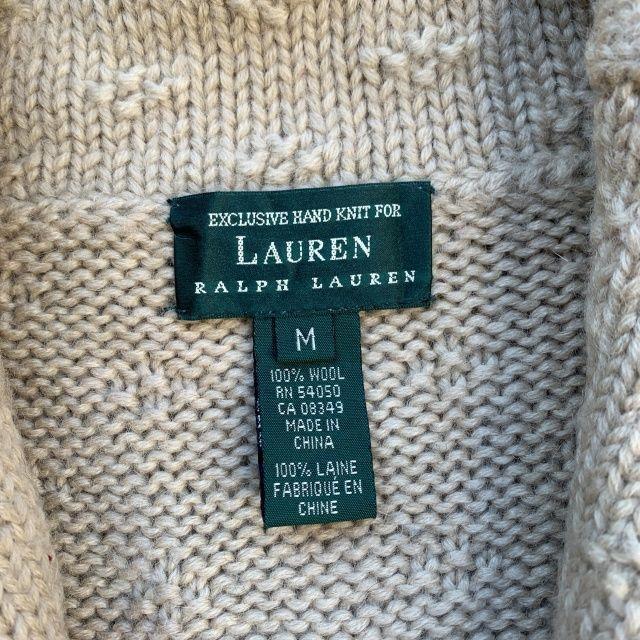 EXCLUSIVE HAND KNIT FOR
LAUREN
RALPH LAUREN
M
100% WOOL
RN 54050
CA 08349
MADE IN
CHINA
100% LAINE
FABRIQUE EN
CHINE